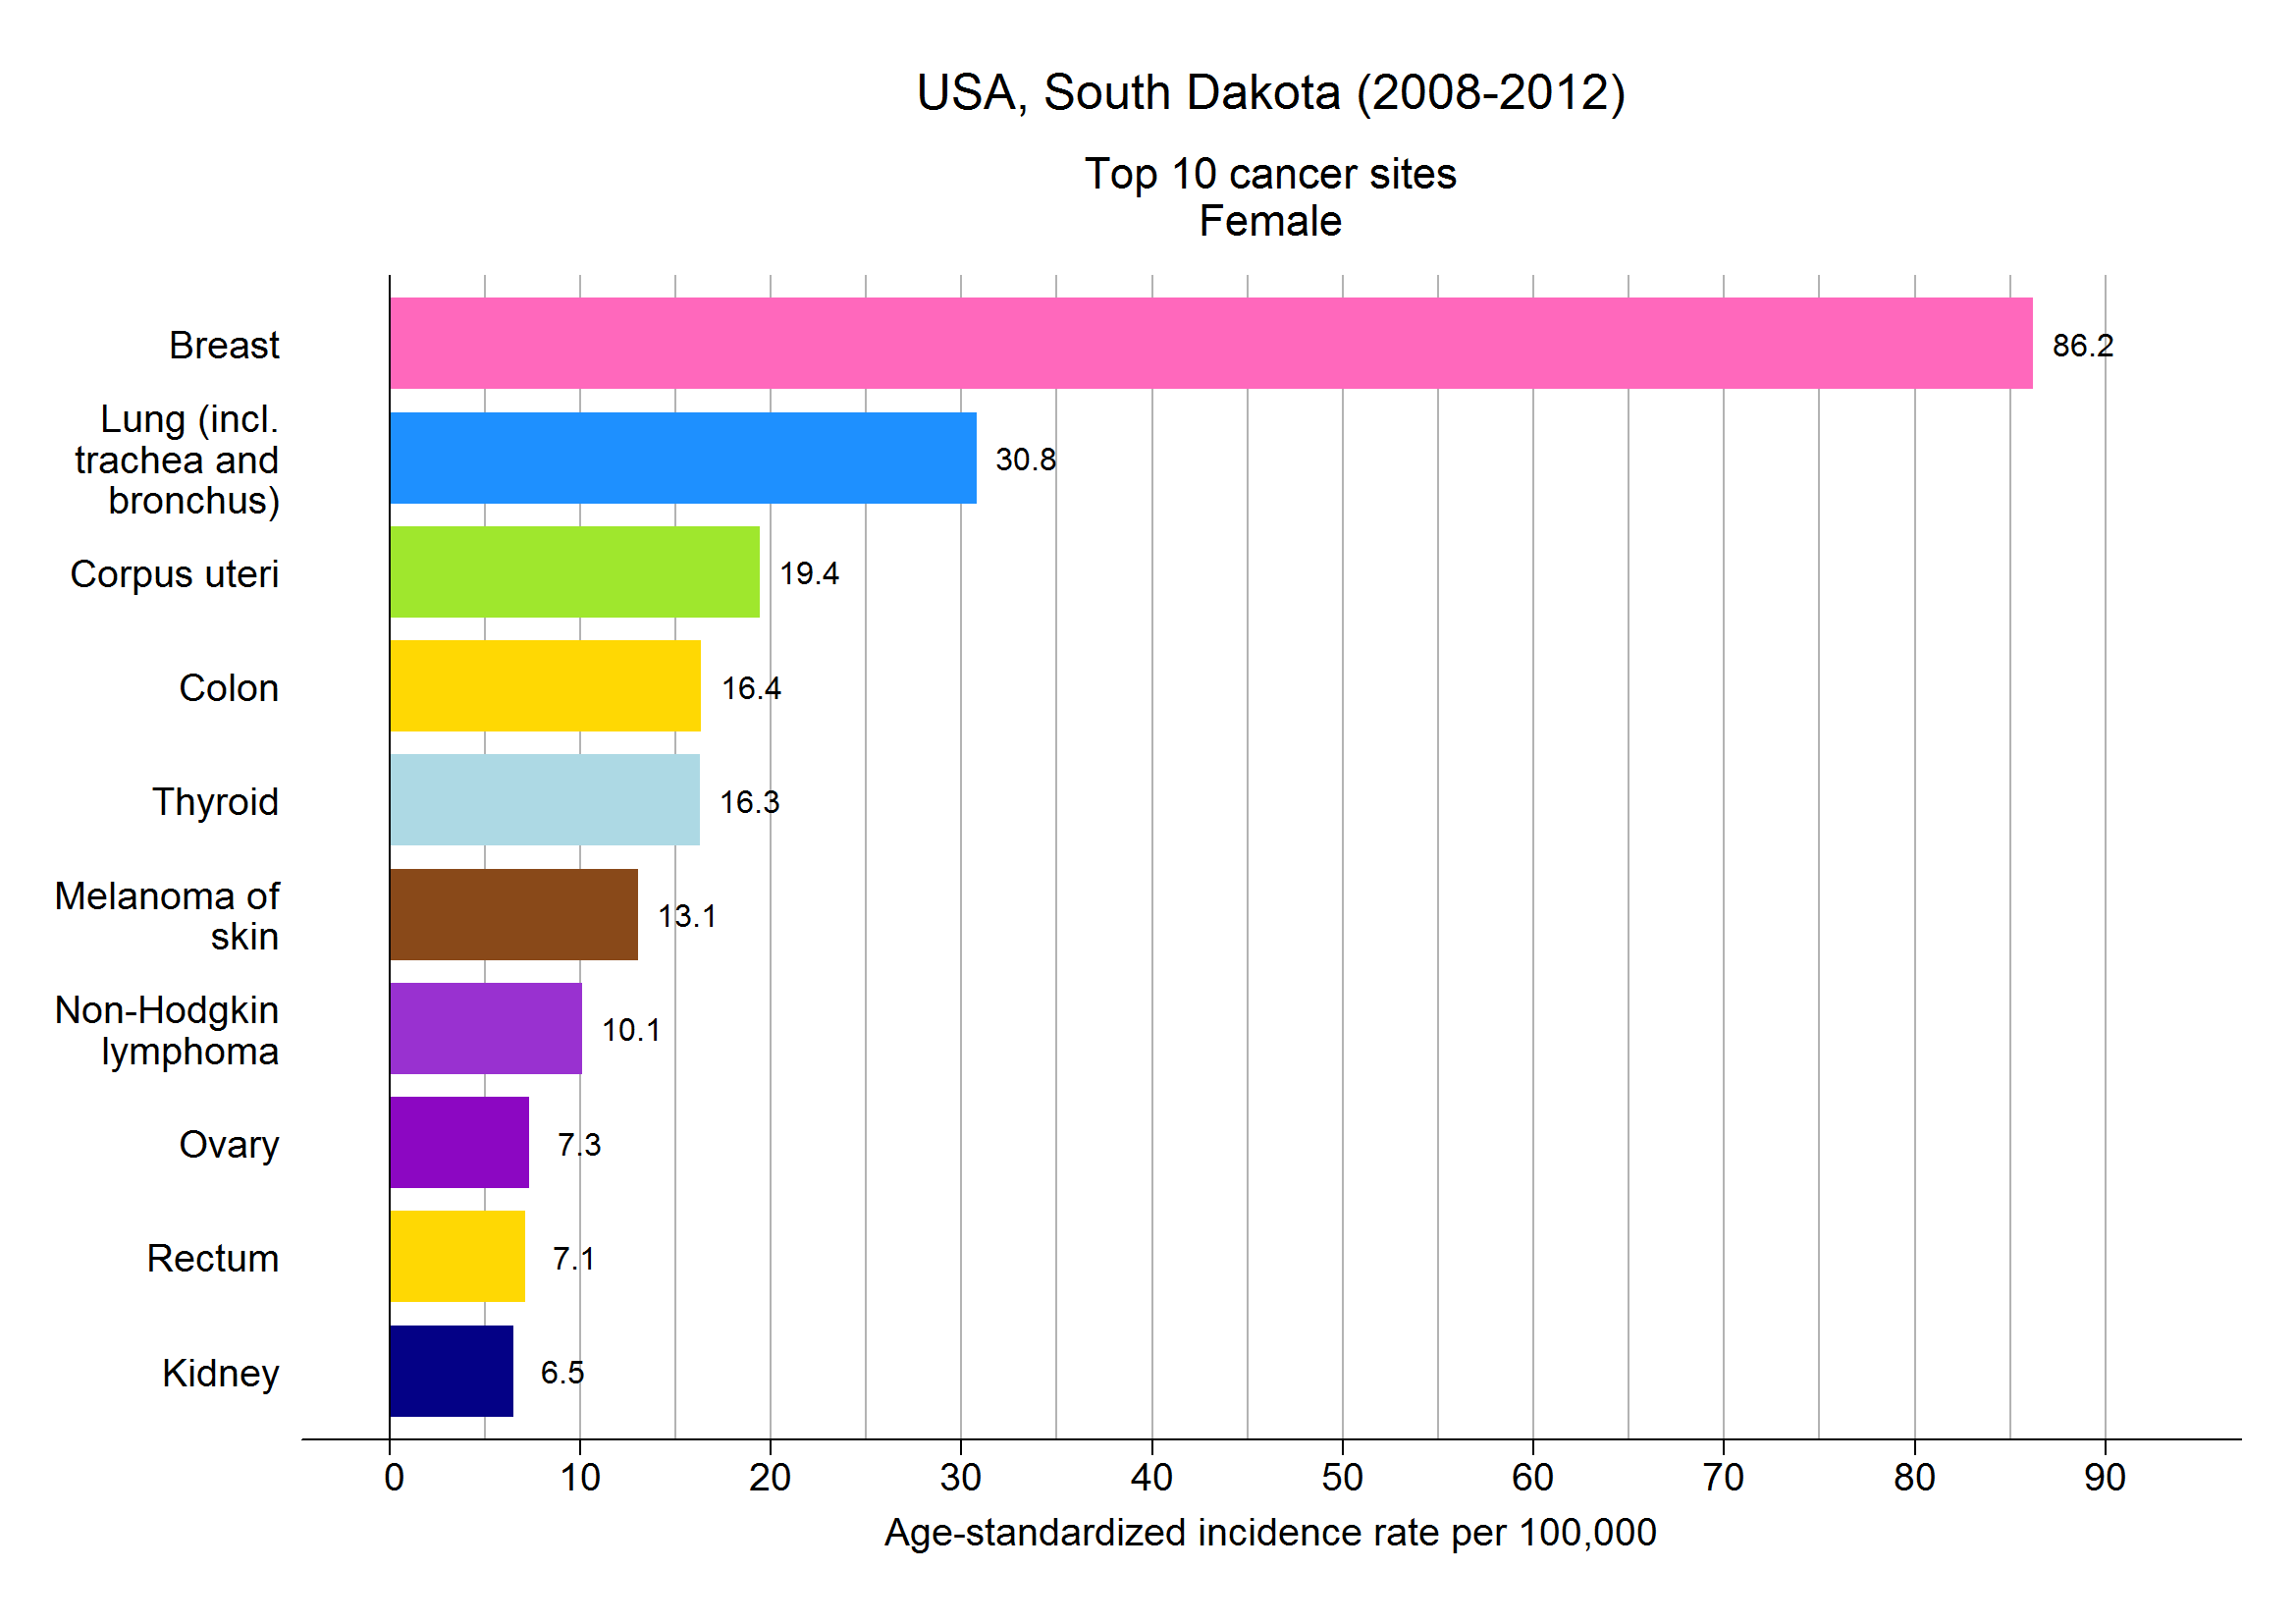 USA, South Dakota (2008-2012)
Top 10 cancer sites
Female
Breast
86.2
Lung (incl.
trachea and
bronchus)
30.8
Corpus uteri
19.4
Colon
16.4
Thyroid
16.3
Melanoma of
skin
13.1
Non-Hodgkin
lymphoma
10.1
Ovary
7.3
Rectum
7.1
Kidney
6.5
0 10 20 30 40 50 60 70 80 90
Age-standardized incidence rate per 100,000